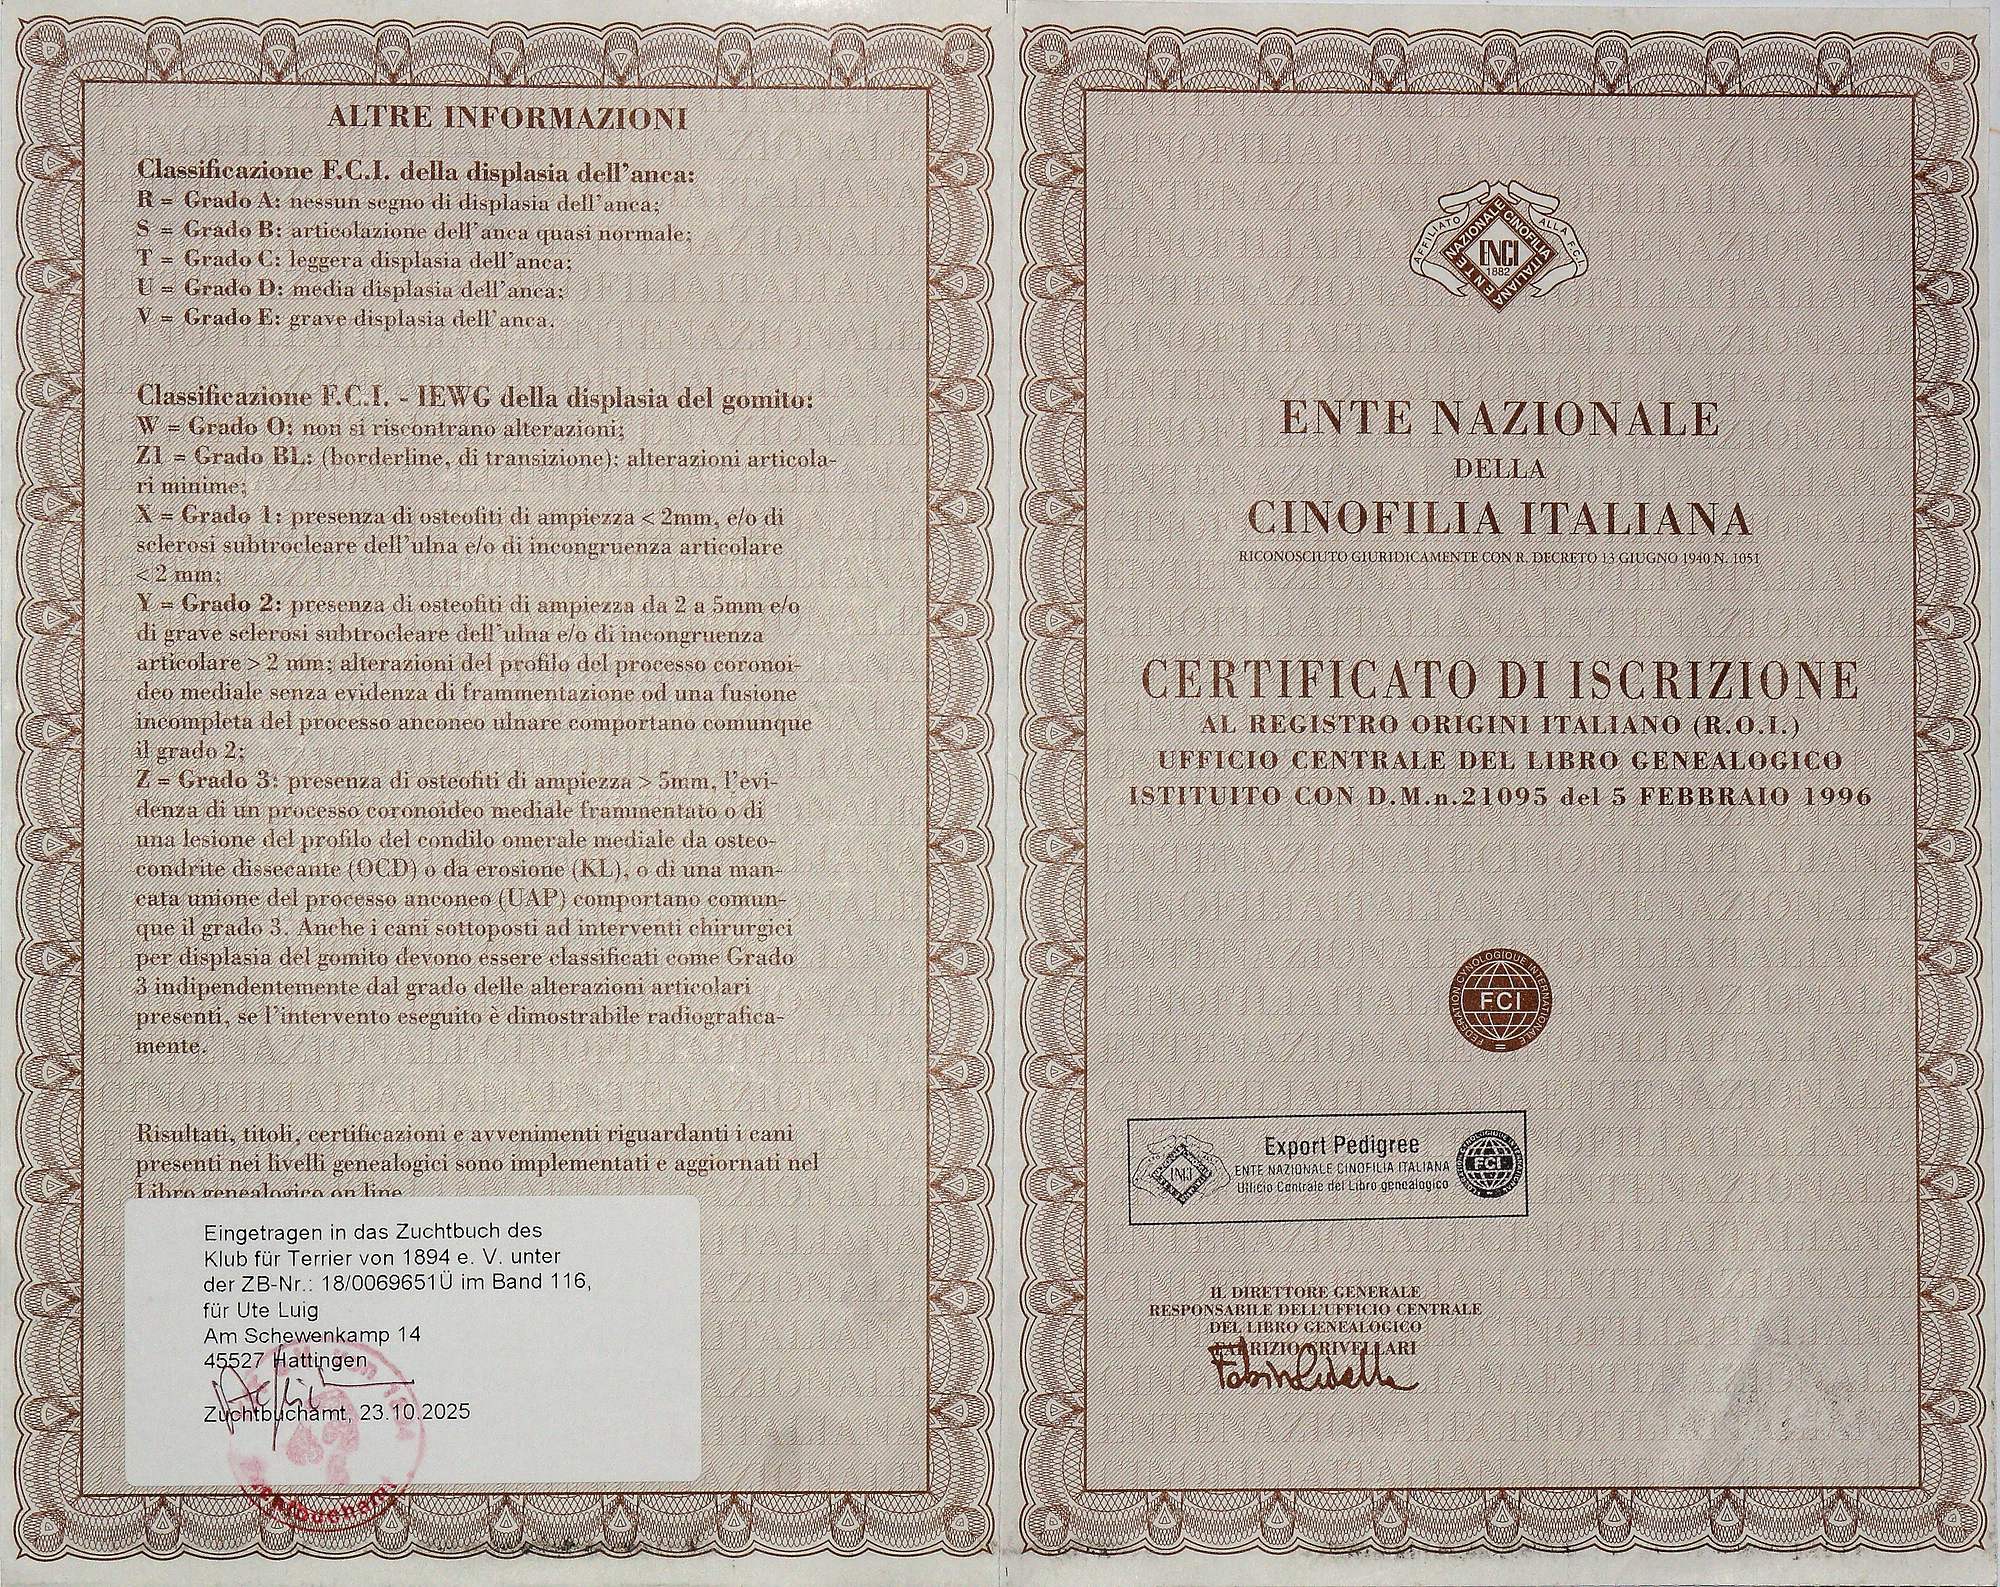 ALTRE INFORMAZIONI
Classificazione F.C.I. della displasia dell'anca:
R = Grado A: nessun segno di displasia dell'anca;
S = Grado B: articolazione dell'anca quasi normale;
T = Grado C: leggera displasia dell'anca;
U = Grado D: media displasia dell'anca;
V = Grado E: grave displasia dell'anca.
Classificazione F.C.I. - IEWG della displasia del gomito:
W = Grado O: non si riscontrano alterazioni;
Z1 = Grado BL: (borderline, di transizione): alterazioni articola-
ri minime;
X = Grado 1: presenza di osteofiti di ampiezza < 2mm, e/o di
sclerosi subtrocleare dell'ulna e/o di incongruenza articolare
< 2 mm;
Y = Grado 2: presenza di osteofiti di ampiezza da 2 a 5mm e/o
di grave sclerosi subtrocleare dell'ulna e/o di incongruenza
articolare > 2 mm; alterazioni del profilo del processo coronoi-
deo mediale senza evidenza di frammentazione od una fusione
incompleta del processo anconeo ulnare comportano comunque
il grado 2;
Z = Grado 3: presenza di osteofiti di ampiezza > 5mm, l'evi-
denza di un processo coronoideo mediale frammentato o di
una lesione del profilo del condilo omerale mediale da osteo-
condrite dissecante (OCD) o da erosione (KL), o di una man-
cata unione del processo anconeo (UAP) comportano comun-
que il grado 3. Anche i cani sottoposti ad interventi chirurgici
per displasia del gomito devono essere classificati come Grado
3 indipendentemente dal grado delle alterazioni articolari
presenti, se l'intervento eseguito è dimostrabile radiografica-
mente.
Risultati, titoli, certificazioni e avvenimenti riguardanti i cani
presenti nei livelli genealogici sono implementati e aggiornati nel
Libro genealogico on line
Eingetragen in das Zuchtbuch des
Klub für Terrier von 1894 e. V. unter
der ZB-Nr.: 18/0069651Ü im Band 116,
für Ute Luig
Am Schewenkamp 14
45527 Hattingen
Zuchtbuchamt, 23.10.2025
AFFILIATO ALLA F.C.I.
ENTE NAZIONALE CINOFILIA ITALIANA
ENCI
1882
ENTE NAZIONALE
DELLA
CINOFILIA ITALIANA
RICONOSCIUTO GIURIDICAMENTE CON R. DECRETO 13 GIUGNO 1940 N. 1051
CERTIFICATO DI ISCRIZIONE
AL REGISTRO ORIGINI ITALIANO (R.O.I.)
UFFICIO CENTRALE DEL LIBRO GENEALOGICO
ISTITUITO CON D.M.n.21095 del 5 FEBBRAIO 1996
FEDERATION CYNOLOGIQUE INTERNATIONALE
FCI
Export Pedigree
ENTE NAZIONALE CINOFILIA ITALIANA
Ufficio Centrale del Libro genealogico
FCI
IL DIRETTORE GENERALE
RESPONSABILE DELL'UFFICIO CENTRALE
DEL LIBRO GENEALOGICO
FABRIZIO CRIVELLARI